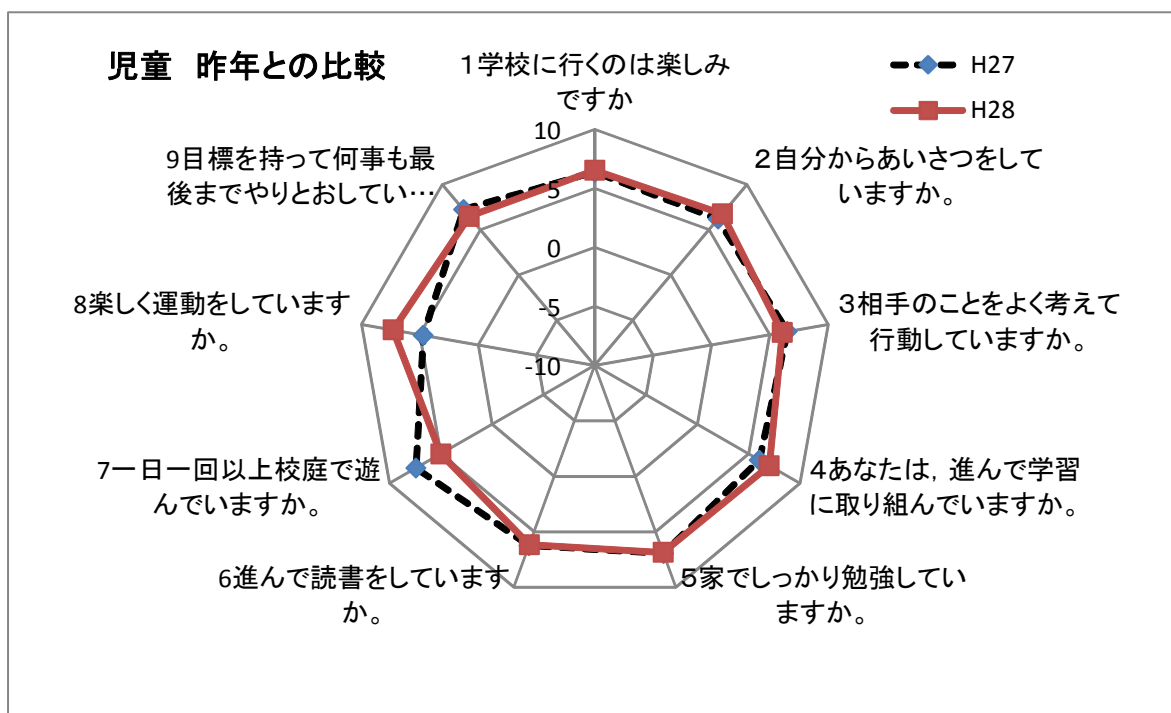 児童　昨年との比較
H27
H28
1学校に行くのは楽しみ
ですか
２自分からあいさつをして
いますか。
３相手のことをよく考えて
行動していますか。
４あなたは，進んで学習
に取り組んでいますか。
５家でしっかり勉強してい
ますか。
6進んで読書をしています
か。
7一日一回以上校庭で遊
んでいますか。
8楽しく運動をしています
か。
9目標を持って何事も最
後までやりとおしてい…
10
5
0
-5
-10